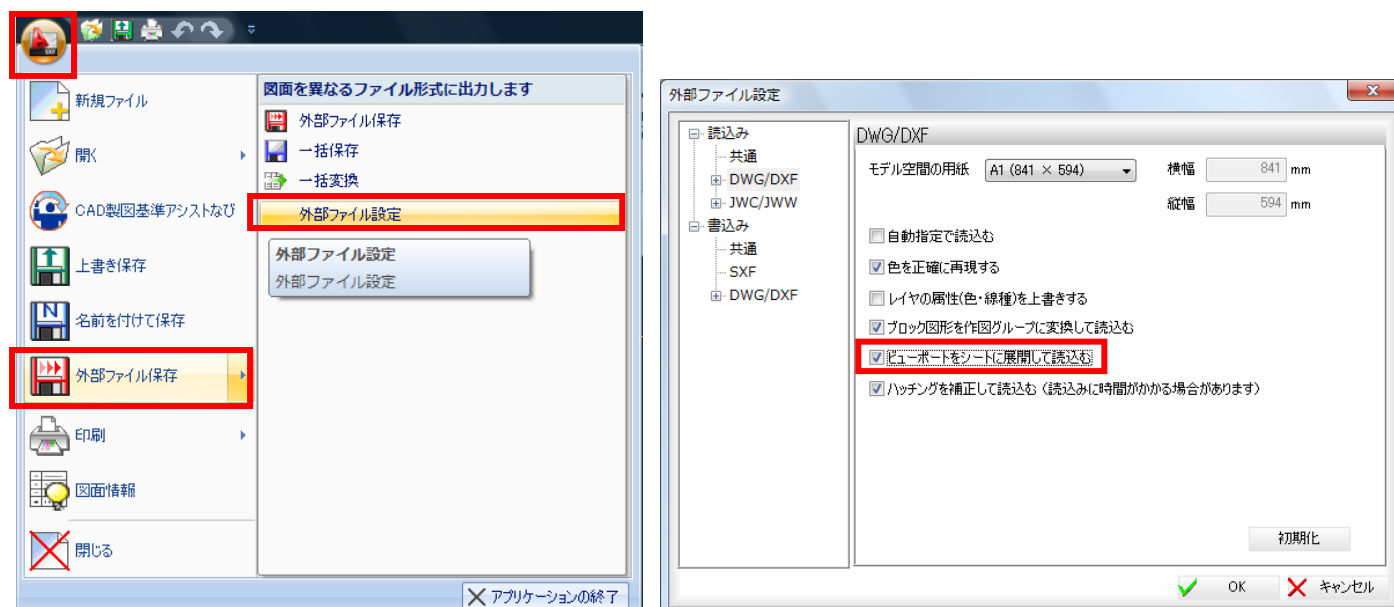 SXF
新規ファイル
開く
CAD製図基準アシストなび
上書き保存
名前を付けて保存
外部ファイル保存
印刷
図面情報
閉じる
図面を異なるファイル形式に出力します
外部ファイル保存
一括保存
一括変換
外部ファイル設定
外部ファイル設定
外部ファイル設定
アプリケーションの終了
外部ファイル設定
読込み
共通
DWG/DXF
JWC/JWW
書込み
共通
SXF
DWG/DXF
DWG/DXF
モデル空間の用紙 A1 (841 × 594) 横幅 841 mm
縦幅 594 mm
自動指定で読込む
色を正確に再現する
レイヤの属性(色・線種)を上書きする
ブロック図形を作図グループに変換して読込む
ビューポートをシートに展開して読込む
ハッチングを補正して読込む（読込みに時間がかかる場合があります）
初期化
OK キャンセル